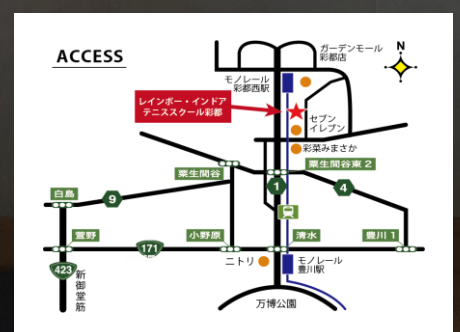 ACCESS
ガーデンモール
彩都店
N
モノレール
彩都西駅
レインボー・インドア
テニススクール彩都
セブン
イレブン
彩菜みまさか
粟生間谷
粟生間谷東2
白島
9
1
4
萱野
171
小野原
清水
豊川1
423
新御堂筋
ニトリ
モノレール
豊川駅
万博公園